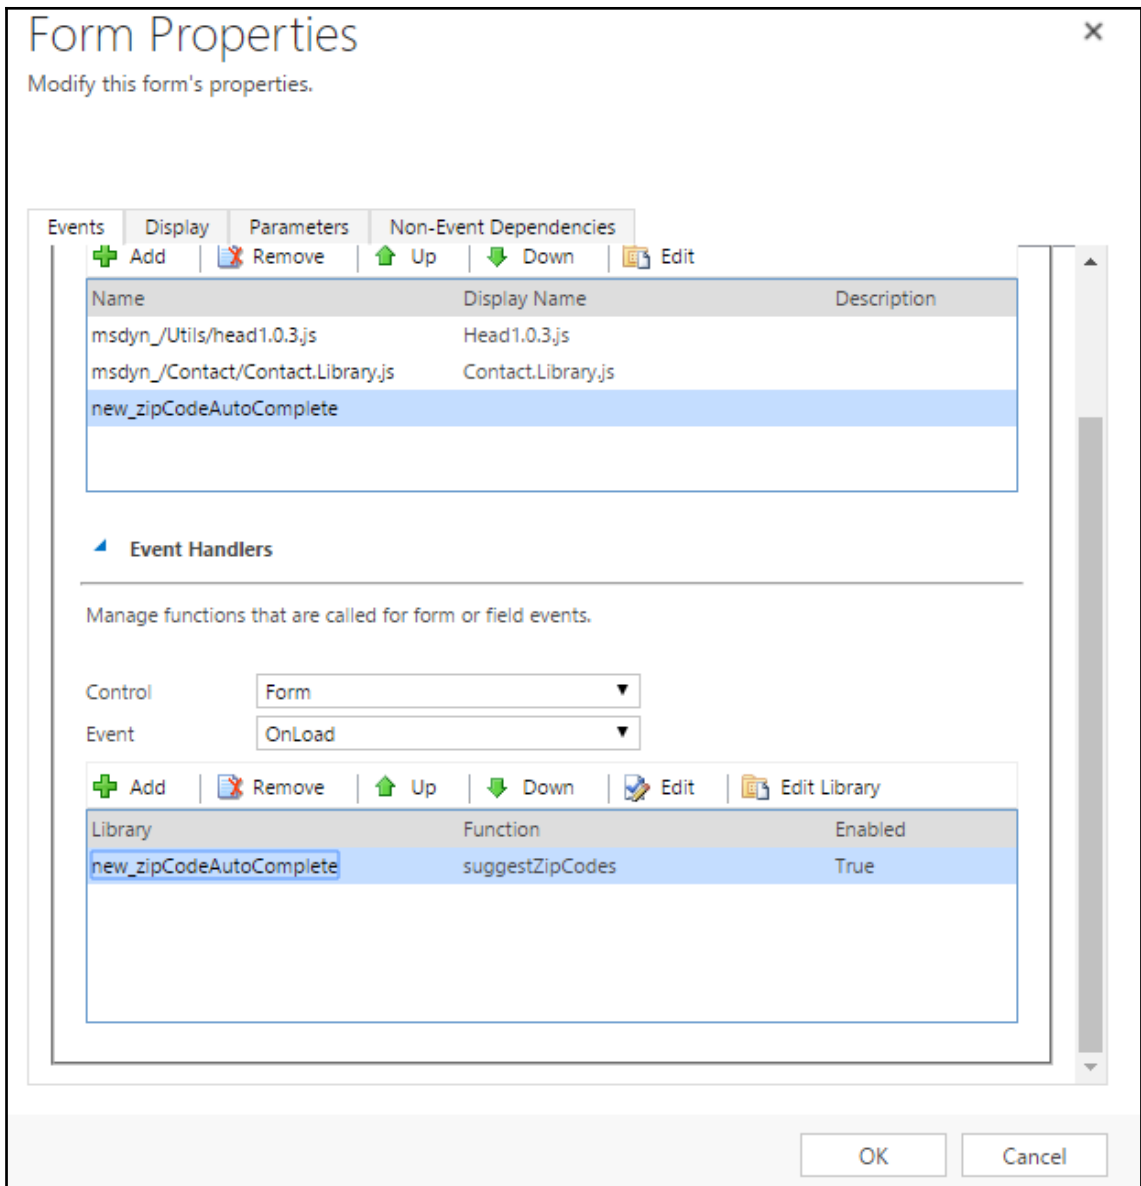 Form Properties
Modify this form's properties.
Events Display Parameters Non-Event Dependencies
Add Remove Up Down Edit
Name Display Name Description
msdyn_/Utils/head1.0.3.js Head1.0.3.js
msdyn_/Contact/Contact.Library.js Contact.Library.js
new_zipCodeAutoComplete
Event Handlers
Manage functions that are called for form or field events.
Control Form
Event OnLoad
Add Remove Up Down Edit Edit Library
Library Function Enabled
new_zipCodeAutoComplete suggestZipCodes True
OK Cancel